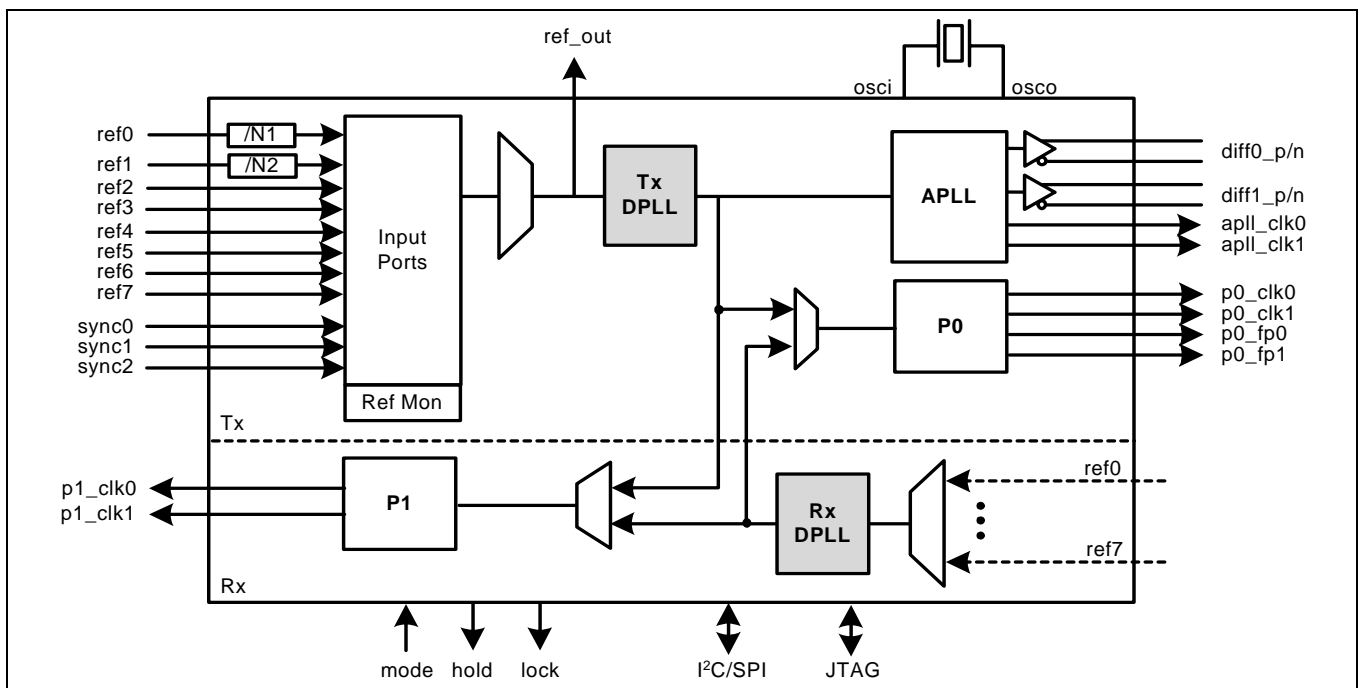 ref_out
osci
osco
ref0
/N1
ref1
/N2
ref2
ref3
ref4
ref5
ref6
ref7
sync0
sync1
sync2
Input
Ports
Ref Mon
Tx
DPLL
APLL
diff0_p/n
diff1_p/n
apll_clk0
apll_clk1
P0
p0_clk0
p0_clk1
p0_fp0
p0_fp1
Tx
p1_clk0
p1_clk1
P1
Rx
DPLL
ref0
ref7
Rx
mode
hold
lock
I²C/SPI
JTAG